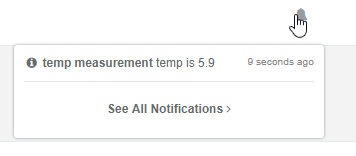 temp measurement temp is 5.9 9 seconds ago
See All Notifications >